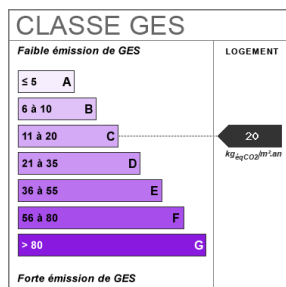 CLASSE GES
Faible émission de GES
LOGEMENT
≤ 5 A
6 à 10 B
11 à 20 C
20
kgéqCO2/m².an
21 à 35 D
36 à 55 E
56 à 80 F
> 80 G
Forte émission de GES